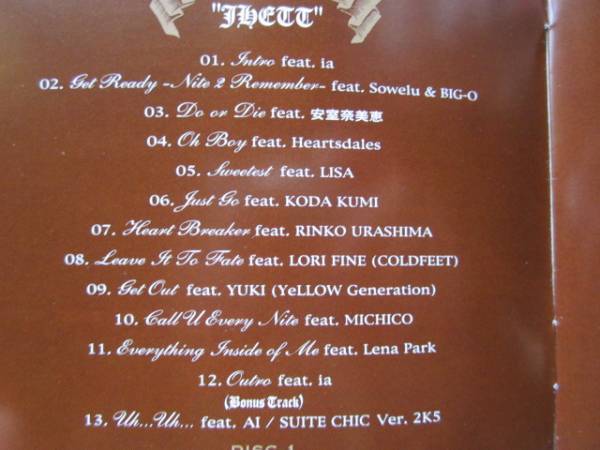 "JHETT"
01. Intro feat. ia
02. Get Ready -Nite 2 Remember- feat. Sowelu & BIG-O
03. Do or Die feat. 安室奈美恵
04. Oh Boy feat. Heartsdales
05. Sweetest feat. LISA
06. Just Go feat. KODA KUMI
07. Heart Breaker feat. RINKO URASHIMA
08. Leave It To Fate feat. LORI FINE (COLDFEET)
09. Get Out feat. YUKI (YeLLOW Generation)
10. Call U Every Nite feat. MICHICO
11. Everything Inside of Me feat. Lena Park
12. Outro feat. ia
(Bonus Track)
13. Uh...Uh... feat. AI / SUITE CHIC Ver. 2K5
DISC 1